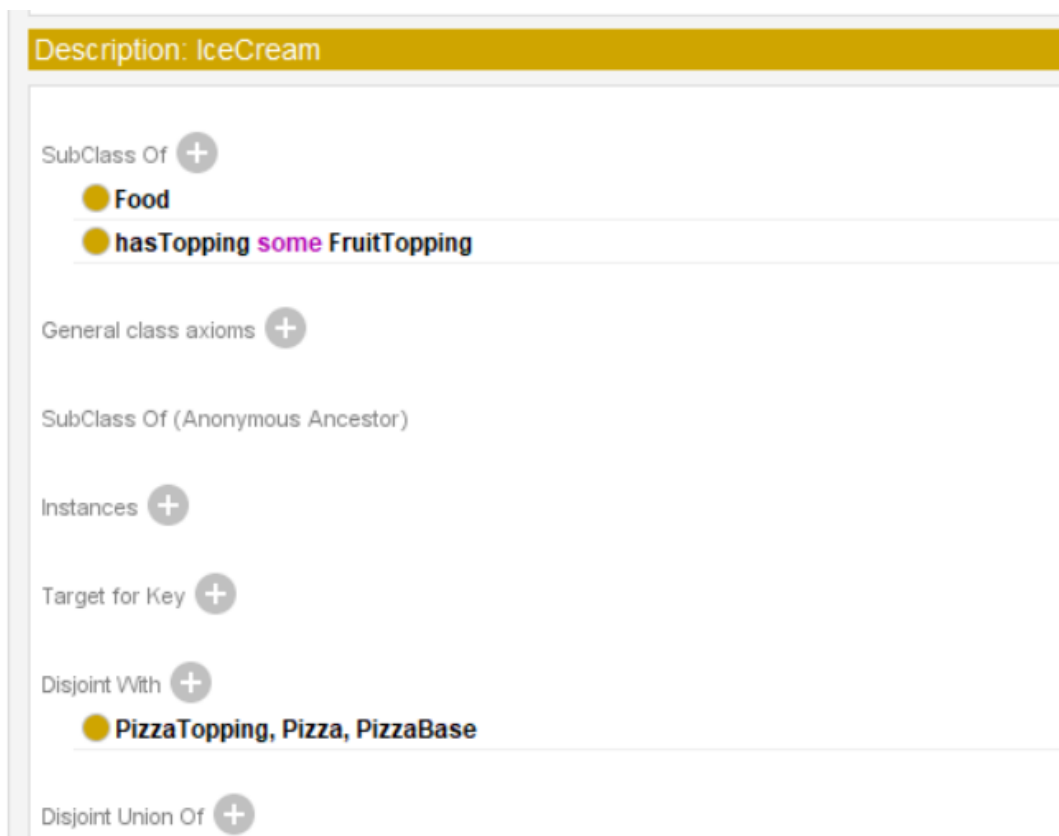 Description: IceCream
SubClass Of
Food
hasTopping some FruitTopping
General class axioms
SubClass Of (Anonymous Ancestor)
Instances
Target for Key
Disjoint With
PizzaTopping, Pizza, PizzaBase
Disjoint Union Of